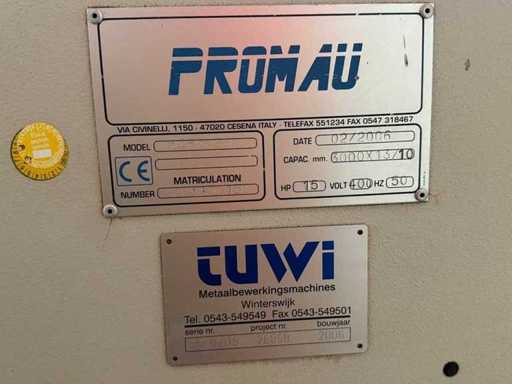 PROMAU
VIA CIVINELLI, 1150 - 47020 CESENA ITALY - TELEFAX 551234 FAX 0547 318467
MODEL
DATE 02/2006
CE
CAPAC. mm. 3000X13/10
MATRICULATION
NUMBER
HP 15 VOLT 400 HZ 50
TUWI
Metaalbewerkingsmachines
Winterswijk
Tel. 0543-549549 Fax 0543-549501
serie nr. project nr. bouwjaar
2006